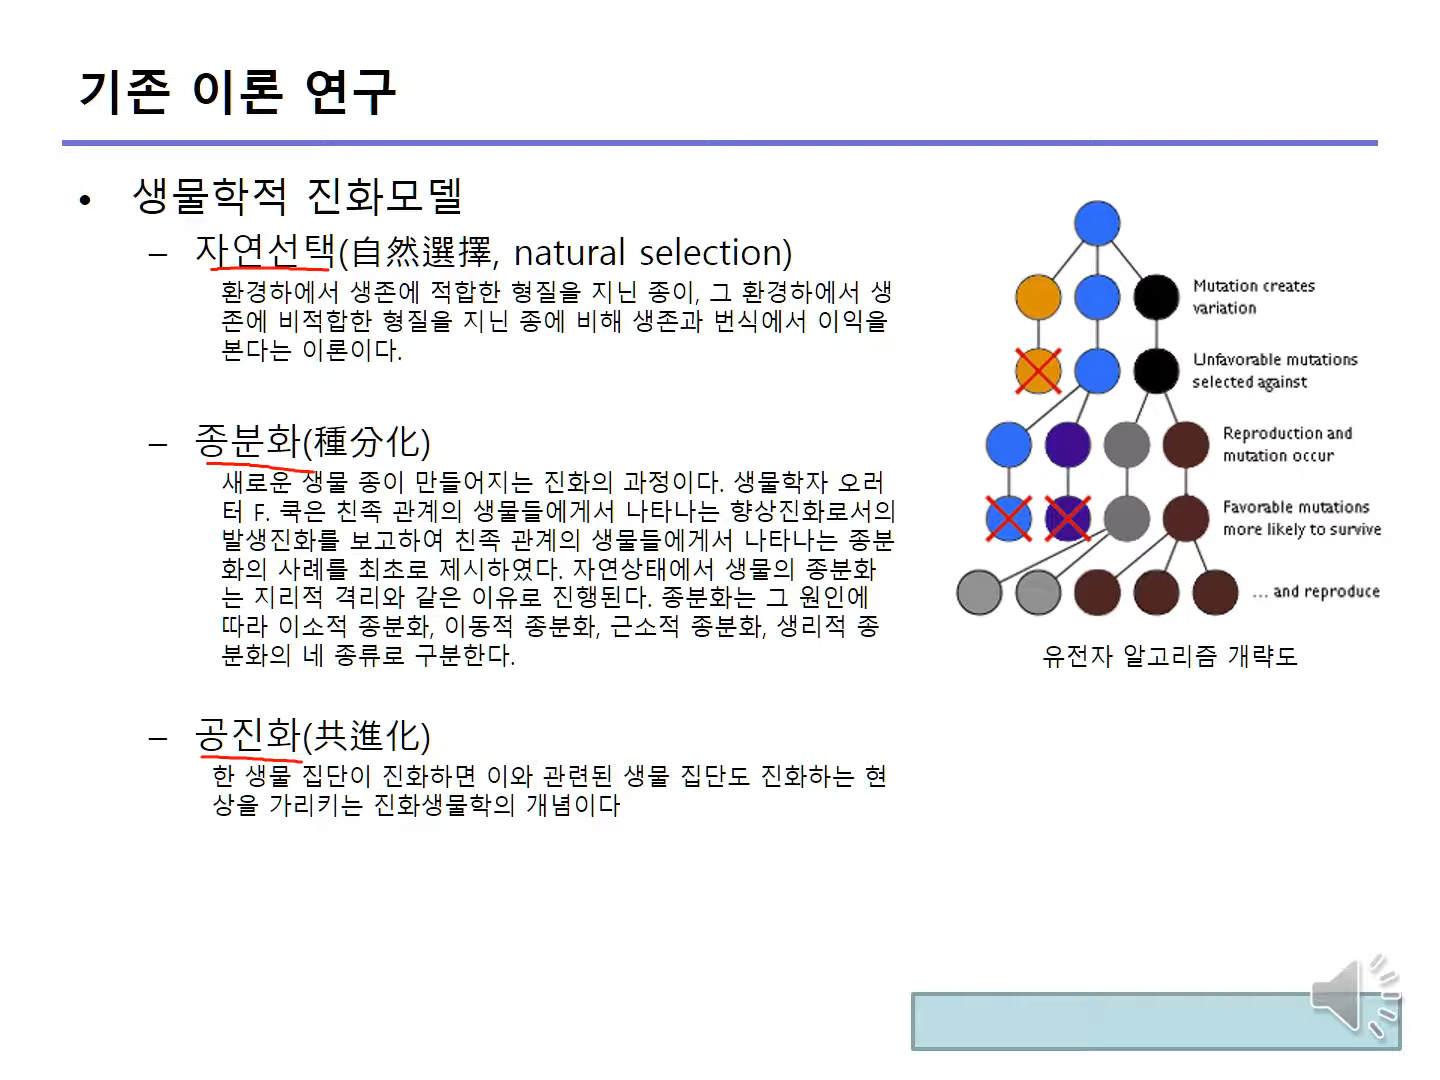 기존 이론 연구
• 생물학적 진화모델
– 자연선택(自然選擇, natural selection)
환경하에서 생존에 적합한 형질을 지닌 종이, 그 환경하에서 생
존에 비적합한 형질을 지닌 종에 비해 생존과 번식에서 이익을
본다는 이론이다.
– 종분화(種分化)
새로운 생물 종이 만들어지는 진화의 과정이다. 생물학자 오러
터 F. 쿡은 친족 관계의 생물들에게서 나타나는 향상진화로서의
발생진화를 보고하여 친족 관계의 생물들에게서 나타나는 종분
화의 사례를 최초로 제시하였다. 자연상태에서 생물의 종분화
는 지리적 격리와 같은 이유로 진행된다. 종분화는 그 원인에
따라 이소적 종분화, 이동적 종분화, 근소적 종분화, 생리적 종
분화의 네 종류로 구분한다.
– 공진화(共進化)
한 생물 집단이 진화하면 이와 관련된 생물 집단도 진화하는 현
상을 가리키는 진화생물학의 개념이다
Mutation creates
variation
Unfavorable mutations
selected against
Reproduction and
mutation occur
Favorable mutations
more likely to survive
... and reproduce
유전자 알고리즘 개략도